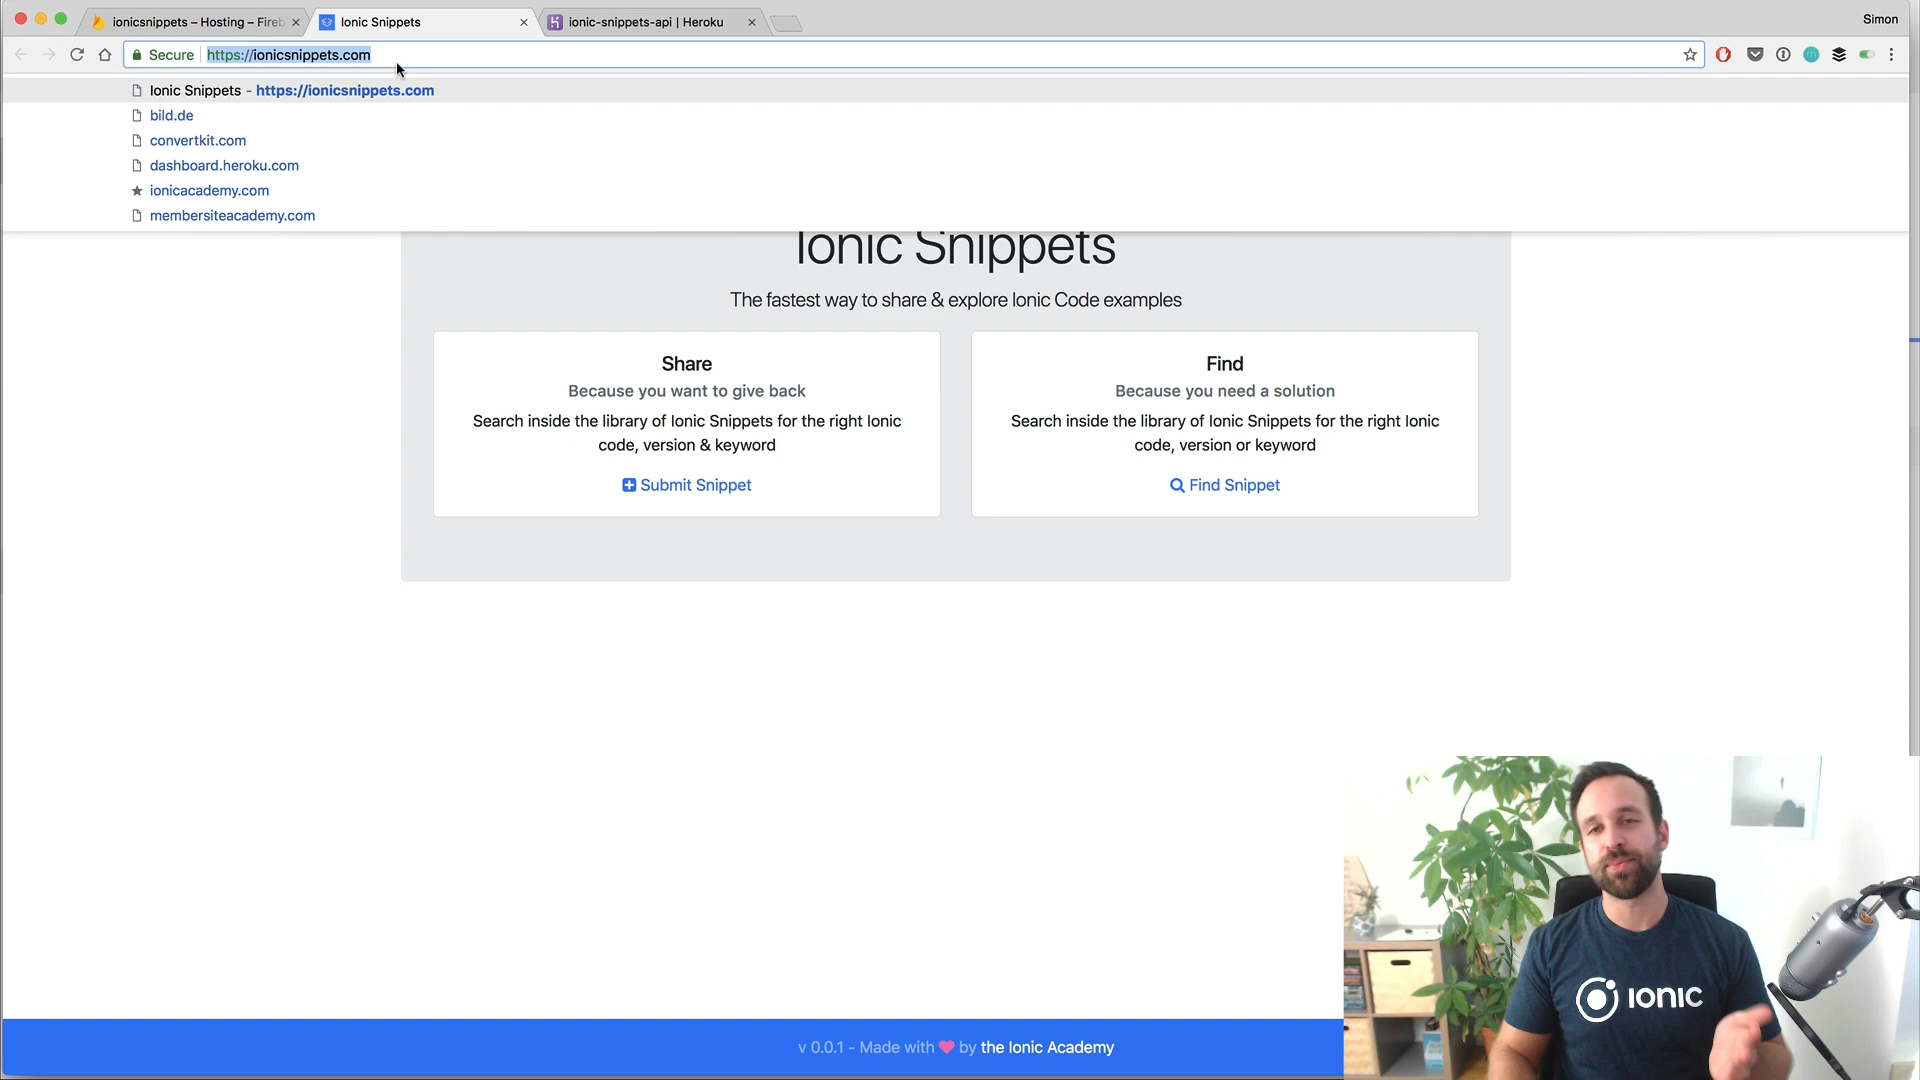 ionicsnippets – Hosting – Fireb
Ionic Snippets
ionic-snippets-api | Heroku
Simon
Secure
https://ionicsnippets.com
Ionic Snippets - https://ionicsnippets.com
bild.de
convertkit.com
dashboard.heroku.com
ionicacademy.com
membersiteacademy.com
Ionic Snippets
The fastest way to share & explore Ionic Code examples
Share
Because you want to give back
Search inside the library of Ionic Snippets for the right Ionic
code, version & keyword
Submit Snippet
Find
Because you need a solution
Search inside the library of Ionic Snippets for the right Ionic
code, version or keyword
Find Snippet
ionic
v 0.0.1 - Made with ❤ by the Ionic Academy